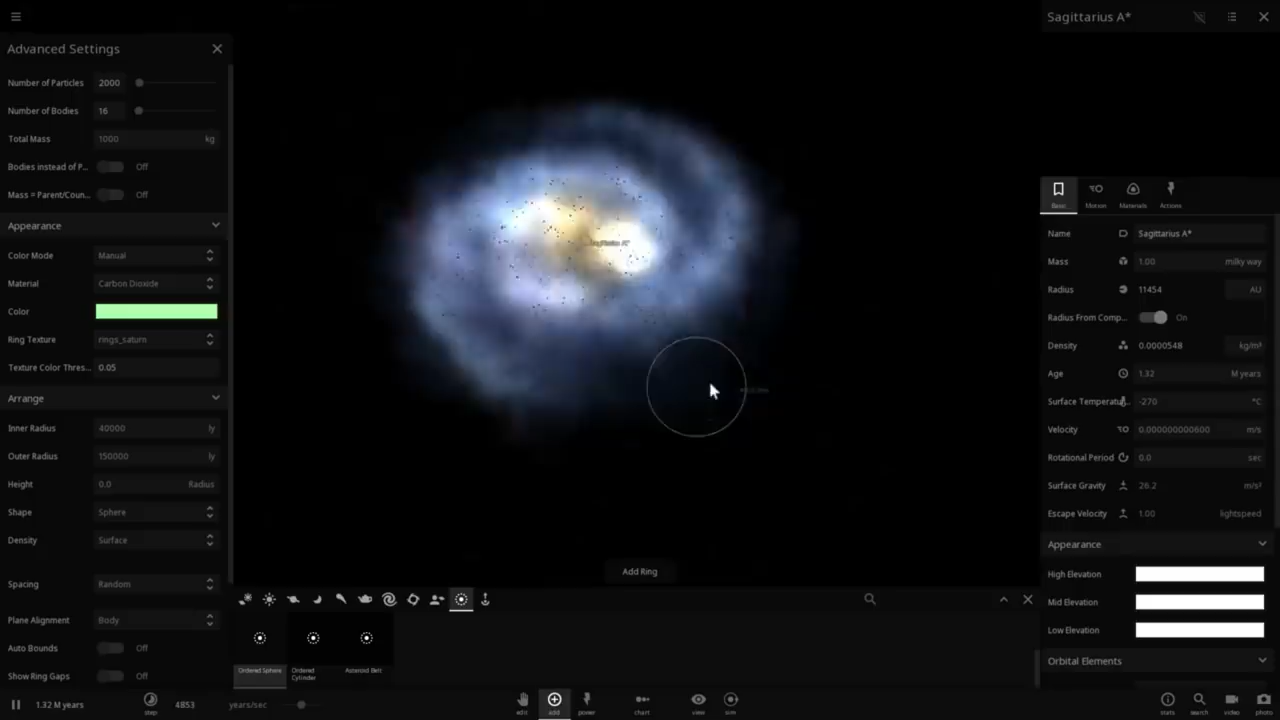 Sagittarius A*
Advanced Settings
Number of Particles 2000
Number of Bodies 16
Total Mass 1000 kg
Bodies instead of P... Off
Mass = Parent/Coun... Off
Appearance
Color Mode Manual
Material Carbon Dioxide
Color
Ring Texture rings_saturn
Texture Color Thres... 0.05
Arrange
Inner Radius 40000 ly
Outer Radius 150000 ly
Height 0.0 Radius
Shape Sphere
Density Surface
Spacing Random
Plane Alignment Body
Auto Bounds Off
Show Ring Gaps Off
Sagittarius A*
Add Ring
Ordered Sphere
Ordered Cylinder
Asteroid Belt
Basic Motion Materials Actions
Name Sagittarius A*
Mass 1.00 milky way
Radius 11454 AU
Radius From Comp... On
Density 0.0000548 kg/m³
Age 1.32 M years
Surface Temperatu... -270 °C
Velocity 0.000000000600 m/s
Rotational Period 0.0 sec
Surface Gravity 26.2 m/s²
Escape Velocity 1.00 lightspeed
Appearance
High Elevation
Mid Elevation
Low Elevation
Orbital Elements
1.32 M years step 4853 years/sec
edit add power chart view sim
stats search video photo